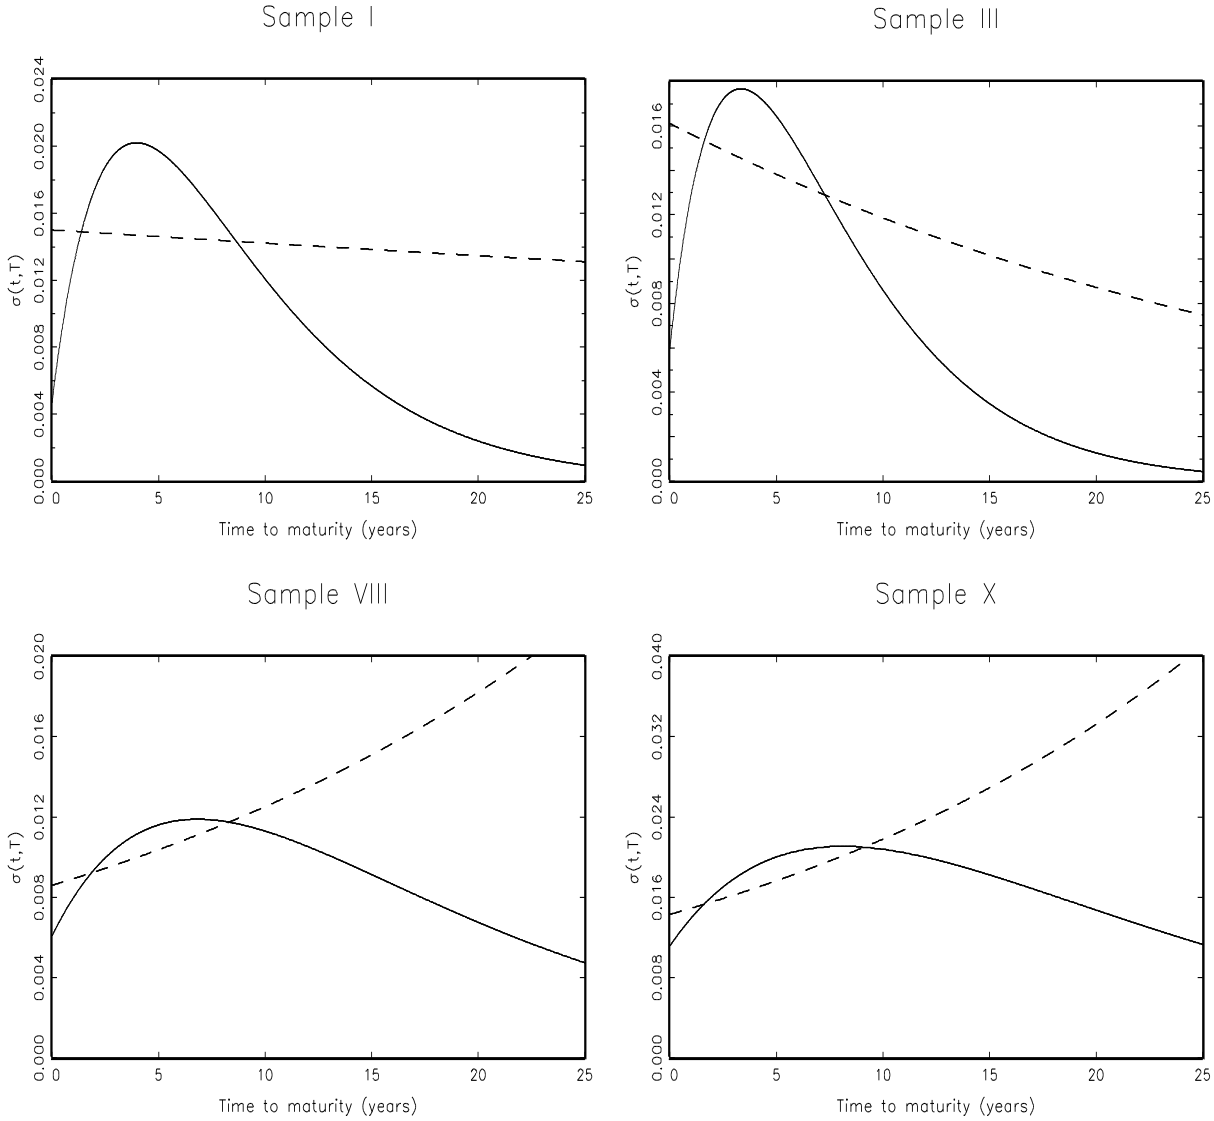 Sample I
0.024
0.020
0.016
0.012
0.008
0.004
0.000
σ(t,T)
0 5 10 15 20 25
Time to maturity (years)
Sample III
0.016
0.012
0.008
0.004
0.000
σ(t,T)
0 5 10 15 20 25
Time to maturity (years)
Sample VIII
0.020
0.016
0.012
0.008
0.004
0.000
σ(t,T)
0 5 10 15 20 25
Time to maturity (years)
Sample X
0.040
0.032
0.024
0.016
0.008
0.000
σ(t,T)
0 5 10 15 20 25
Time to maturity (years)